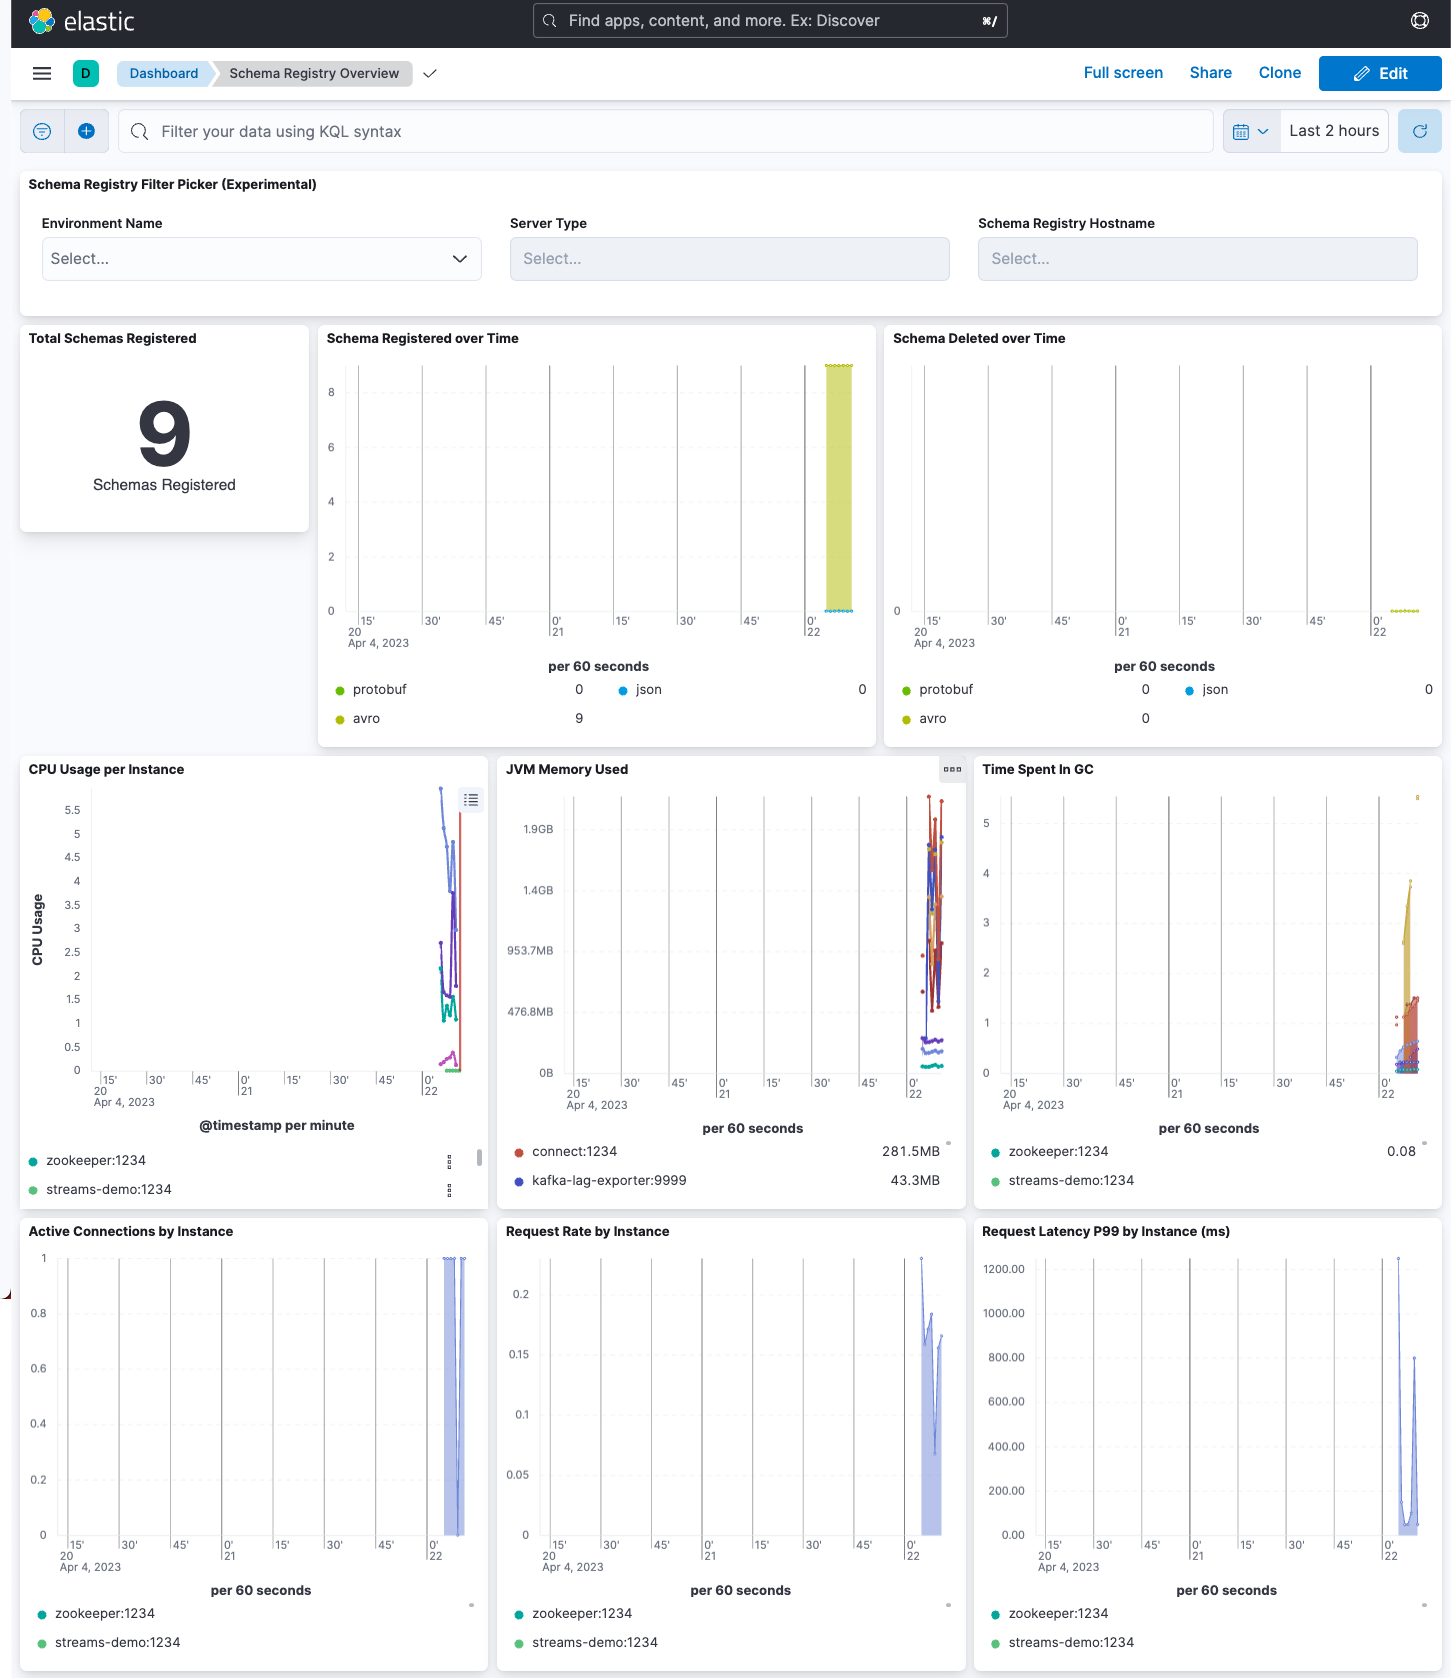 elastic
Find apps, content, and more. Ex: Discover ⌘/
D Dashboard Schema Registry Overview Full screen Share Clone Edit
Filter your data using KQL syntax Last 2 hours
Schema Registry Filter Picker (Experimental)
Environment Name Server Type Schema Registry Hostname
Select... Select... Select...
Total Schemas Registered
9
Schemas Registered
Schema Registered over Time
8
6
4
2
0
15' 30' 45' 0' 15' 30' 45' 0'
20 21 22
Apr 4, 2023
per 60 seconds
protobuf 0 json 0
avro 9
Schema Deleted over Time
0
15' 30' 45' 0' 15' 30' 45' 0'
20 21 22
Apr 4, 2023
per 60 seconds
protobuf 0 json 0
avro 0
CPU Usage per Instance
CPU Usage
5.5
5
4.5
4
3.5
3
2.5
2
1.5
1
0.5
0
15' 30' 45' 0' 15' 30' 45' 0'
20 21 22
Apr 4, 2023
@timestamp per minute
zookeeper:1234
streams-demo:1234
JVM Memory Used
1.9GB
1.4GB
953.7MB
476.8MB
0B
15' 30' 45' 0' 15' 30' 45' 0'
20 21 22
Apr 4, 2023
per 60 seconds
connect:1234 281.5MB
kafka-lag-exporter:9999 43.3MB
Time Spent In GC
5
4
3
2
1
0
15' 30' 45' 0' 15' 30' 45' 0'
20 21 22
Apr 4, 2023
per 60 seconds
zookeeper:1234 0.08
streams-demo:1234
Active Connections by Instance
1
0.8
0.6
0.4
0.2
0
15' 30' 45' 0' 15' 30' 45' 0'
20 21 22
Apr 4, 2023
per 60 seconds
zookeeper:1234
streams-demo:1234
Request Rate by Instance
0.2
0.15
0.1
0.05
0
15' 30' 45' 0' 15' 30' 45' 0'
20 21 22
Apr 4, 2023
per 60 seconds
zookeeper:1234
streams-demo:1234
Request Latency P99 by Instance (ms)
1200.00
1000.00
800.00
600.00
400.00
200.00
0.00
15' 30' 45' 0' 15' 30' 45' 0'
20 21 22
Apr 4, 2023
per 60 seconds
zookeeper:1234
streams-demo:1234